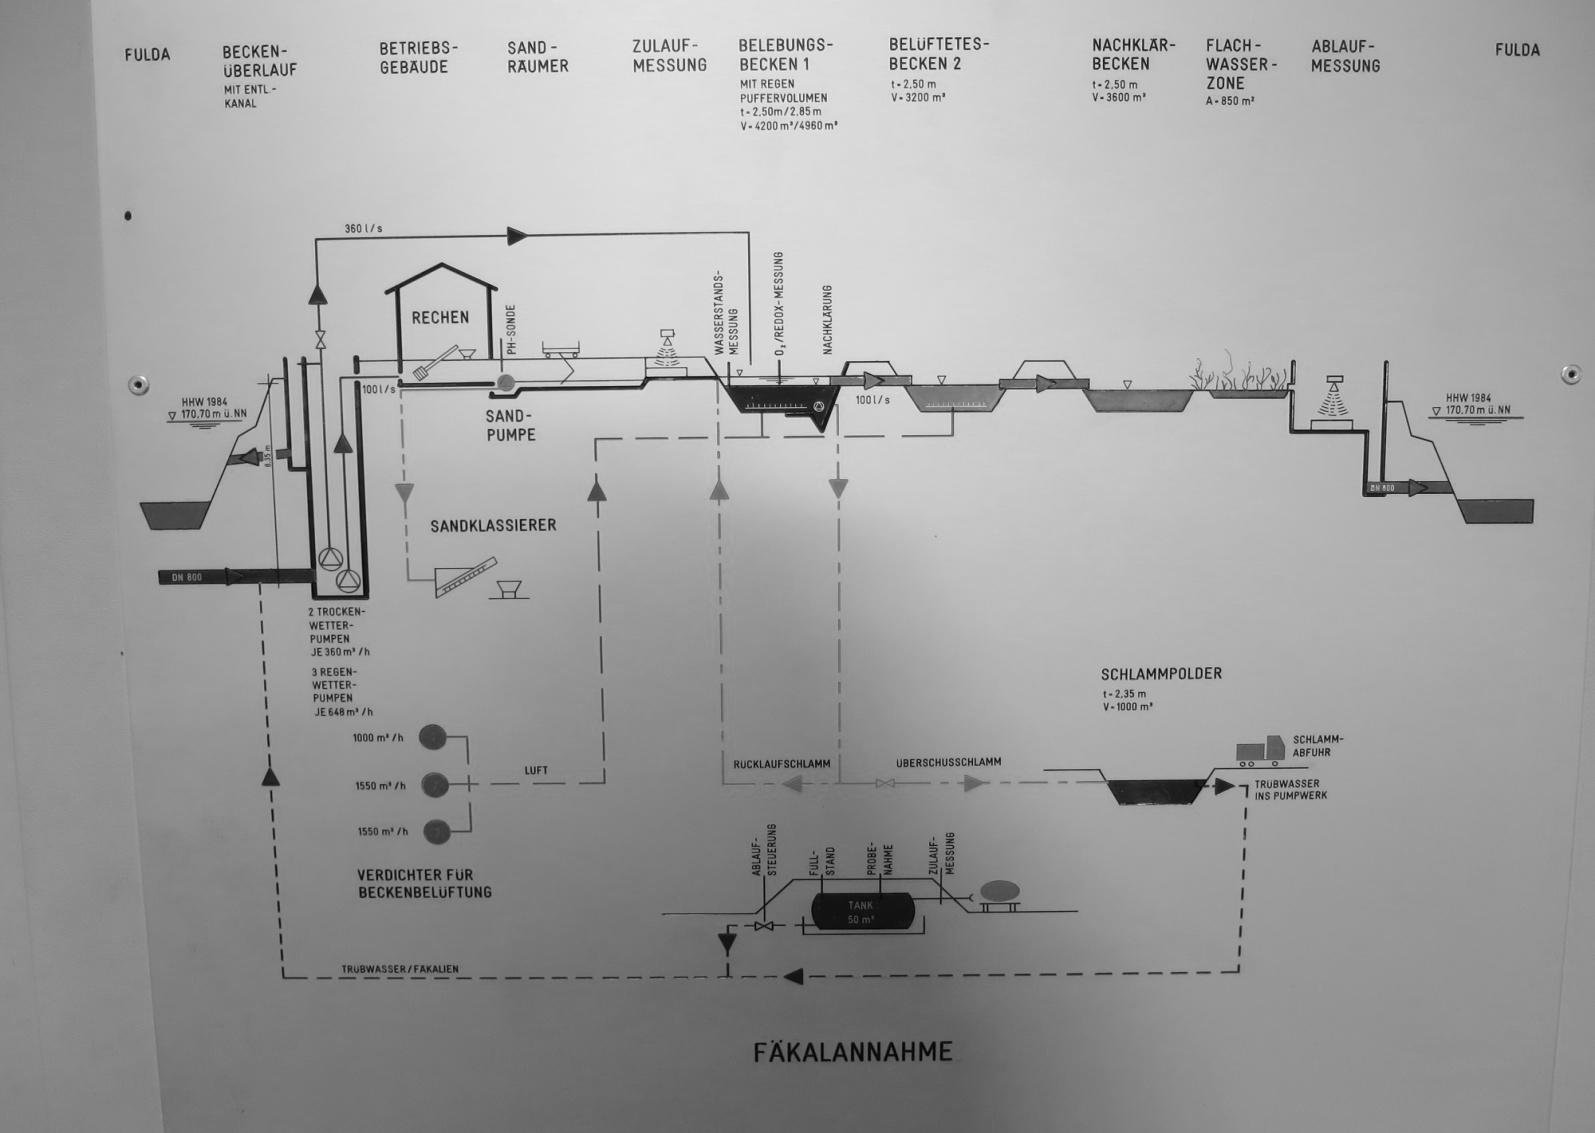 FULDA
BECKEN-
ÜBERLAUF
MIT ENTL.-
KANAL
BETRIEBS-
GEBÄUDE
SAND-
RÄUMER
ZULAUF-
MESSUNG
BELEBUNGS-
BECKEN 1
MIT REGEN
PUFFERVOLUMEN
t=2,50m/2,85m
V=4200m³/4960m³
BELÜFTETES-
BECKEN 2
t=2,50 m
V=3200 m³
NACHKLÄR-
BECKEN
t=2,50 m
V=3600 m³
FLACH-
WASSER-
ZONE
A=850 m²
ABLAUF-
MESSUNG
FULDA
360 l/s
RECHEN
PH-SONDE
WASSERSTANDS-
MESSUNG
O₂/REDOX-MESSUNG
NACHKLÄRUNG
100 l/s
100 l/s
HHW 1984
170,70 m ü. NN
HHW 1984
170,70 m ü. NN
8,35 m
SAND-
PUMPE
DN 800
SANDKLASSIERER
DN 800
2 TROCKEN-
WETTER-
PUMPEN
JE 360 m³/h
3 REGEN-
WETTER-
PUMPEN
JE 648 m³/h
1000 m³/h
1550 m³/h
1550 m³/h
LUFT
VERDICHTER FÜR
BECKENBELÜFTUNG
RÜCKLAUFSCHLAMM
ÜBERSCHUSSCHLAMM
SCHLAMMPOLDER
t=2,35 m
V=1000 m³
SCHLAMM-
ABFUHR
TRÜBWASSER
INS PUMPWERK
ABLAUF-
STEUERUNG
FÜLL-
STAND
PROBE-
NAHME
ZULAUF-
MESSUNG
TANK
50 m³
TRÜBWASSER/FÄKALIEN
FÄKALANNAHME